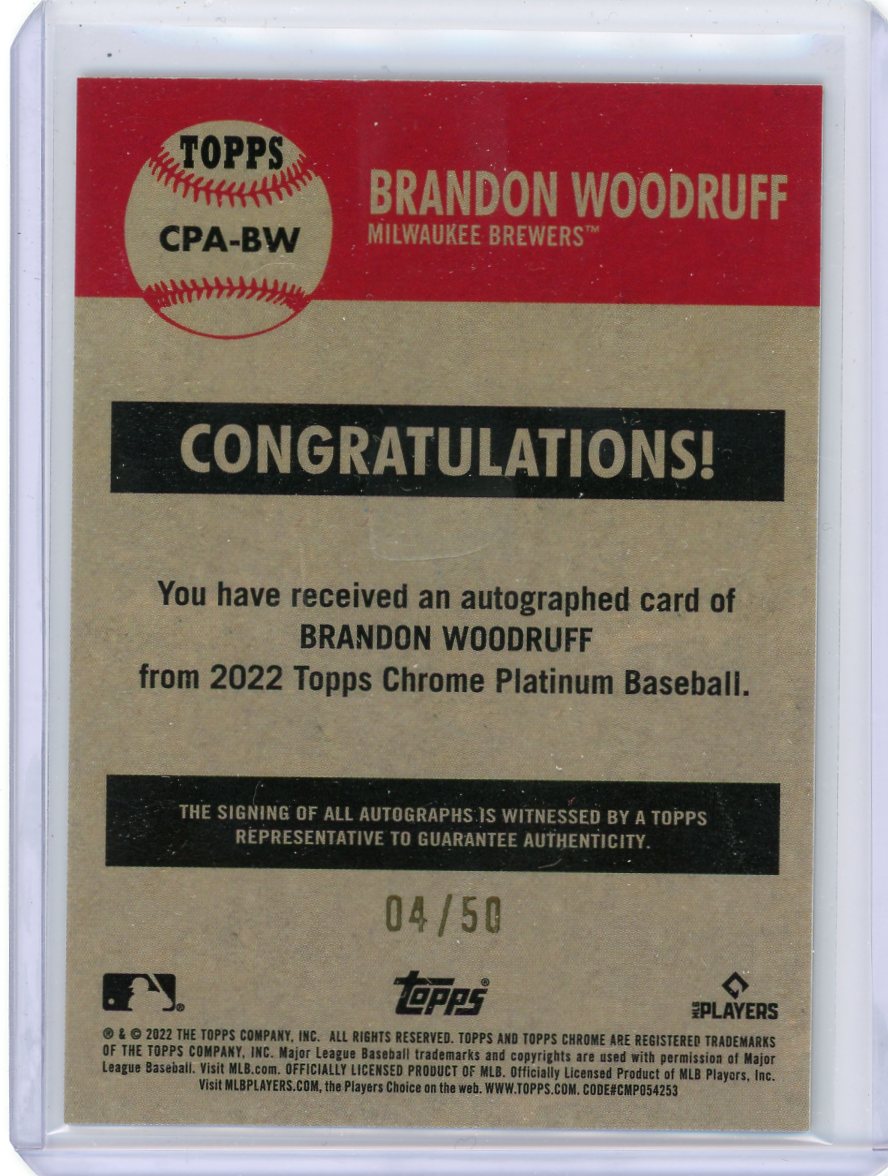 TOPPS
CPA-BW
BRANDON WOODRUFF
MILWAUKEE BREWERS™
CONGRATULATIONS!
You have received an autographed card of
BRANDON WOODRUFF
from 2022 Topps Chrome Platinum Baseball.
THE SIGNING OF ALL AUTOGRAPHS IS WITNESSED BY A TOPPS
REPRESENTATIVE TO GUARANTEE AUTHENTICITY.
04/50
topps®
MLB PLAYERS
® & © 2022 THE TOPPS COMPANY, INC. ALL RIGHTS RESERVED. TOPPS AND TOPPS CHROME ARE REGISTERED TRADEMARKS
OF THE TOPPS COMPANY, INC. Major League Baseball trademarks and copyrights are used with permission of Major
League Baseball. Visit MLB.com. OFFICIALLY LICENSED PRODUCT OF MLB. Officially Licensed Product of MLB Players, Inc.
Visit MLBPLAYERS.COM, the Players Choice on the web. WWW.TOPPS.COM. CODE#CMP054253